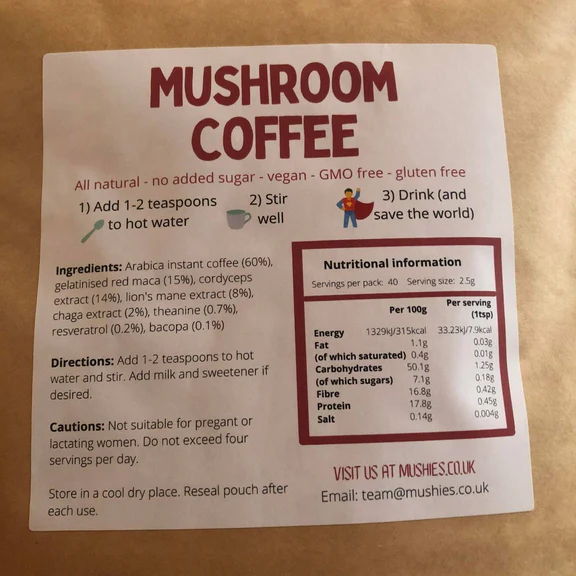 MUSHROOM
COFFEE
All natural - no added sugar - vegan - GMO free - gluten free
1) Add 1-2 teaspoons
to hot water
2) Stir
well
3) Drink (and
save the world)
Ingredients: Arabica instant coffee (60%),
gelatinised red maca (15%), cordyceps
extract (14%), lion's mane extract (8%),
chaga extract (2%), theanine (0.7%),
resveratrol (0.2%), bacopa (0.1%)
Directions: Add 1-2 teaspoons to hot
water and stir. Add milk and sweetener if
desired.
Cautions: Not suitable for pregant or
lactating women. Do not exceed four
servings per day.
Store in a cool dry place. Reseal pouch after
each use.
Nutritional information
Servings per pack: 40 Serving size: 2.5g
Per 100g Per serving
(1tsp)
Energy 1329kJ/315kcal 33.23kJ/7.9kcal
Fat 1.1g 0.03g
(of which saturated) 0.4g 0.01g
Carbohydrates 50.1g 1.25g
(of which sugars) 7.1g 0.18g
Fibre 16.8g 0.42g
Protein 17.8g 0.45g
Salt 0.14g 0.004g
VISIT US AT MUSHIES.CO.UK
Email: team@mushies.co.uk